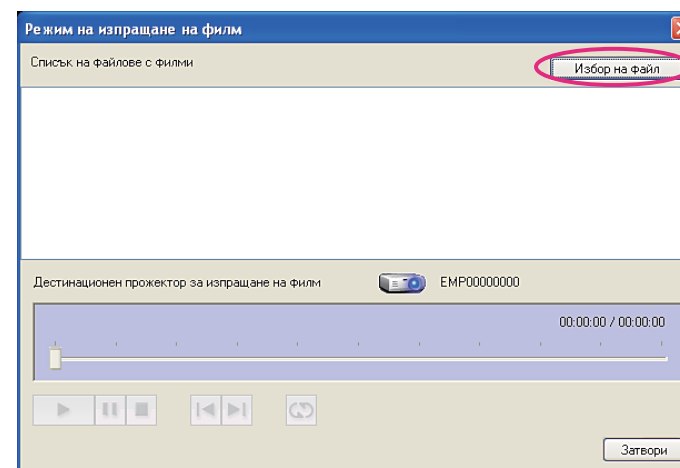 Режим на изпращане на филм
Списък на файлове с филми
Избор на файл
Дестинационен прожектор за изпращане на филм
EMP00000000
00:00:00 / 00:00:00
Затвори